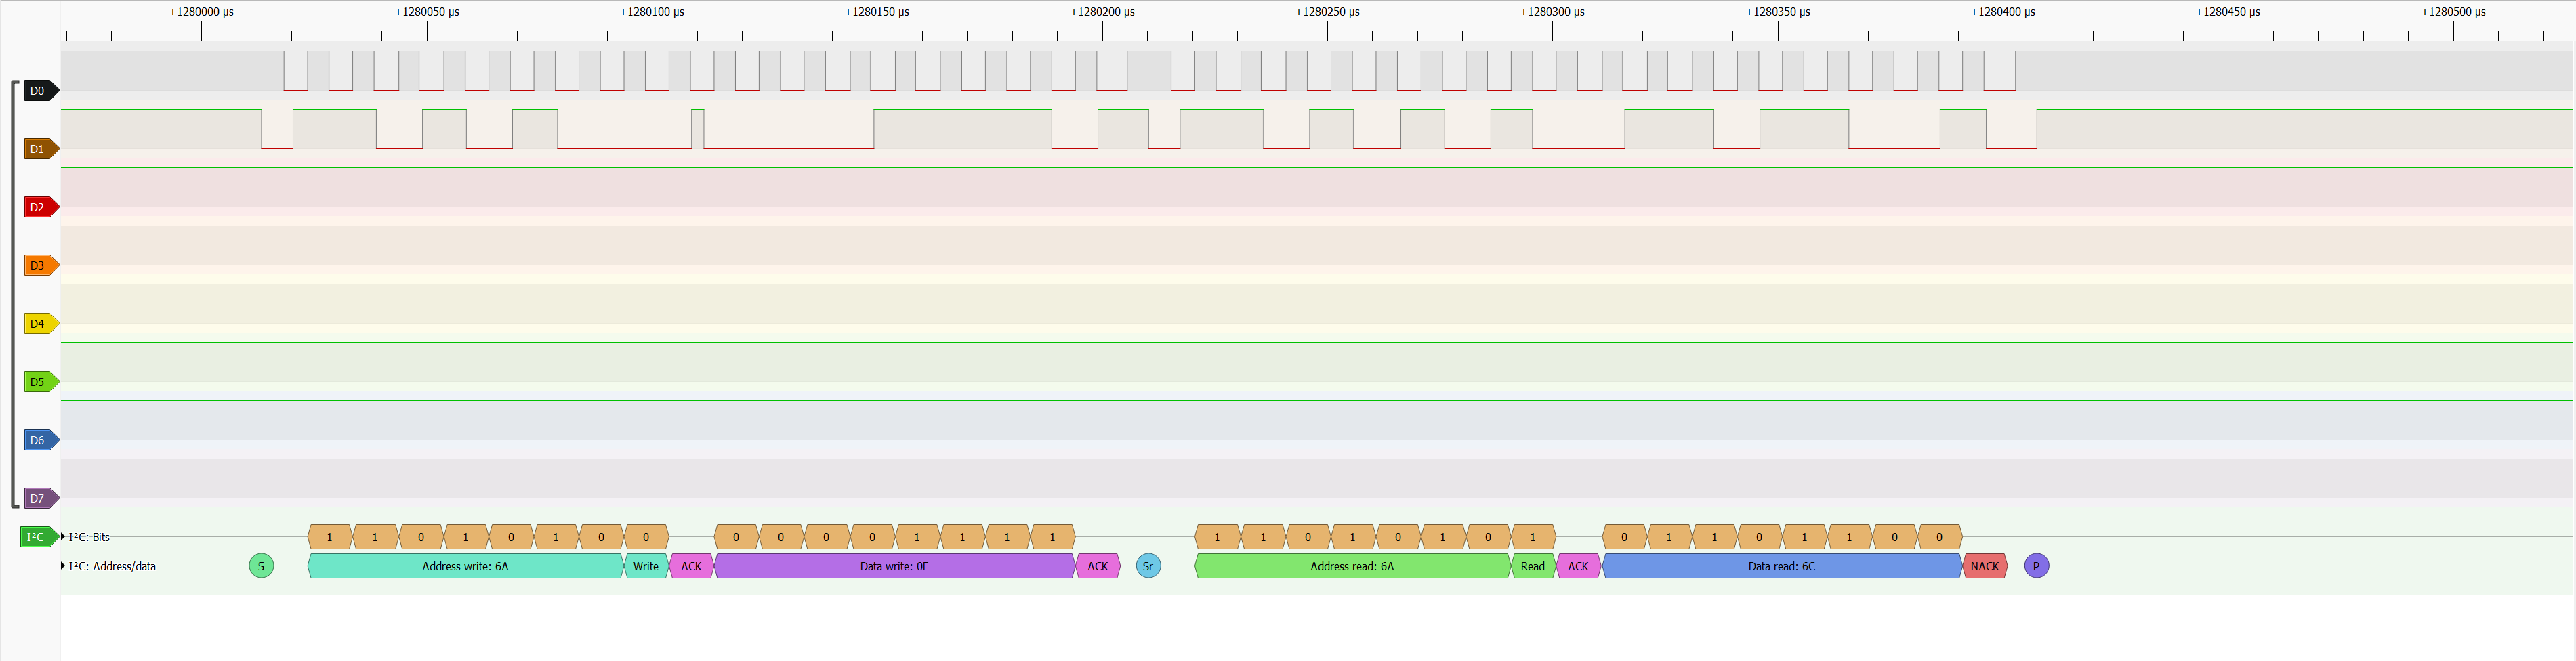 +1280000 µs +1280050 µs +1280100 µs +1280150 µs +1280200 µs +1280250 µs +1280300 µs +1280350 µs +1280400 µs +1280450 µs +1280500 µs
D0
D1
D2
D3
D4
D5
D6
D7
I²C I²C: Bits 1 1 0 1 0 1 0 0 0 0 0 0 1 1 1 1 1 1 0 1 0 1 0 1 0 1 1 0 1 1 0 0
I²C: Address/data S Address write: 6A Write ACK Data write: 0F ACK Sr Address read: 6A Read ACK Data read: 6C NACK P